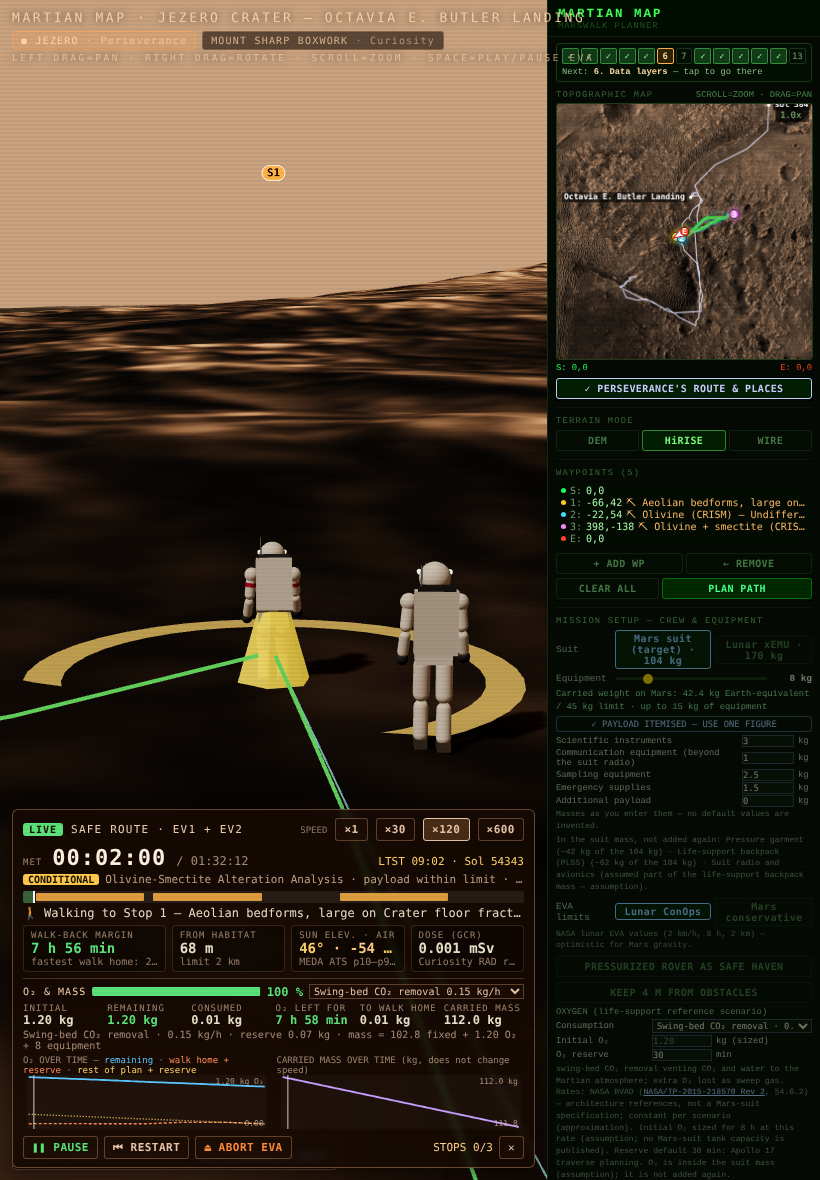 MARTIAN MAP · JEZERO CRATER — OCTAVIA E. BUTLER LANDING
● JEZERO · Perseverance
MOUNT SHARP BOXWORK · Curiosity
LEFT DRAG=PAN · RIGHT DRAG=ROTATE · SCROLL=ZOOM · SPACE=PLAY/PAUSE EVA
S1
LIVE SAFE ROUTE · EV1 + EV2
SPEED ×1 ×30 ×120 ×600
MET 00:02:00 / 01:32:12
LTST 09:02 · Sol 54343
CONDITIONAL Olivine-Smectite Alteration Analysis · payload within limit · …
Walking to Stop 1 — Aeolian bedforms, large on Crater floor fract…
WALK-BACK MARGIN
7 h 56 min
fastest walk home: 2…
FROM HABITAT
68 m
limit 2 km
SUN ELEV. · AIR
46° · -54 …
MEDA ATS p10–p9…
DOSE (GCR)
0.001 mSv
Curiosity RAD r…
O₂ & MASS 100 % Swing-bed CO₂ removal 0.15 kg/h
INITIAL
1.20 kg
REMAINING
1.20 kg
CONSUMED
0.01 kg
O₂ LEFT FOR
7 h 58 min
TO WALK HOME
0.01 kg
CARRIED MASS
112.0 kg
Swing-bed CO₂ removal · 0.15 kg/h · reserve 0.07 kg · mass = 102.8 fixed + 1.20 O₂
+ 8 equipment
O₂ OVER TIME — remaining · walk home +
reserve · rest of plan + reserve
1.20 kg O₂
0.00
CARRIED MASS OVER TIME (kg, does not change
speed)
112.0 kg
111.8
PAUSE
RESTART
ABORT EVA
STOPS 0/3
×
MARTIAN MAP
MARSWALK PLANNER
✓ ✓ ✓ ✓ ✓ 6 7 ✓ ✓ ✓ ✓ ✓ 13
Next: 6. Data layers — tap to go there
TOPOGRAPHIC MAP
SCROLL=ZOOM · DRAG=PAN
sol 384
1.0x
Octavia E. Butler Landing
S: 0,0
E: 0,0
✓ PERSEVERANCE'S ROUTE & PLACES
TERRAIN MODE
DEM
HiRISE
WIRE
WAYPOINTS (5)
S: 0,0
1: -66,42 ⛏ Aeolian bedforms, large on…
2: -22,54 ⛏ Olivine (CRISM) — Undiffer…
3: 398,-138 ⛏ Olivine + smectite (CRIS…
E: 0,0
+ ADD WP
← REMOVE
CLEAR ALL
PLAN PATH
MISSION SETUP — CREW & EQUIPMENT
Suit
Mars suit (target) · 104 kg
Lunar xEMU · 170 kg
Equipment 8 kg
Carried weight on Mars: 42.4 kg Earth-equivalent
/ 45 kg limit · up to 15 kg of equipment
✓ PAYLOAD ITEMISED — USE ONE FIGURE
Scientific instruments 3 kg
Communication equipment (beyond the suit radio) 1 kg
Sampling equipment 2.5 kg
Emergency supplies 1.5 kg
Additional payload 0 kg
Masses as you enter them — no default values are
invented.
In the suit mass, not added again: Pressure garment
(~42 kg of the 104 kg) · Life-support backpack
(PLSS) (~62 kg of the 104 kg) · Suit radio and
avionics (assumed part of the life-support backpack
mass — assumption).
EVA limits
Lunar ConOps
Mars conservative
NASA lunar EVA values (2 km/h, 8 h, 2 km) —
optimistic for Mars gravity.
PRESSURIZED ROVER AS SAFE HAVEN
KEEP 4 M FROM OBSTACLES
OXYGEN (life-support reference scenario)
Consumption Swing-bed CO₂ removal · 0.
Initial O₂ 1.20 kg (sized)
O₂ reserve 30 min
swing-bed CO₂ removal venting CO₂ and water to the
Martian atmosphere; extra O₂ lost as sweep gas.
Rates: NASA BVAD (NASA/TP-2015-218570 Rev 2, §4.6.2)
— architecture references, not a Mars-suit
specification; constant per scenario
(approximation). Initial O₂ sized for 8 h at this
rate (assumption; no Mars-suit tank capacity is
published). Reserve default 30 min: Apollo 17
traverse planning. O₂ is inside the suit mass
(assumption); it is not added again.